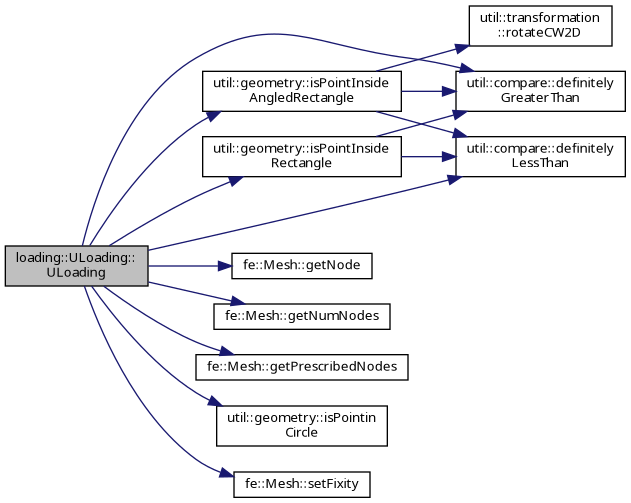 util::transformation
::rotateCW2D
util::geometry::isPointInside
AngledRectangle
util::compare::definitely
GreaterThan
util::geometry::isPointInside
Rectangle
util::compare::definitely
LessThan
loading::ULoading::
ULoading
fe::Mesh::getNode
fe::Mesh::getNumNodes
fe::Mesh::getPrescribedNodes
util::geometry::isPointin
Circle
fe::Mesh::setFixity